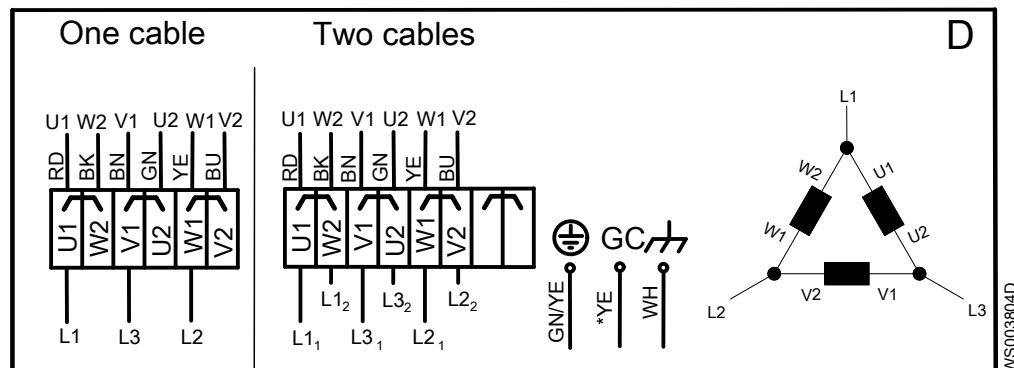 One cable
Two cables
D
U1 W2 V1 U2 W1 V2
RD BK BN GN YE BU
U1 W2 V1 U2 W1 V2
L1 L3 L2
U1 W2 V1 U2 W1 V2
RD BK BN GN YE BU
U1 W2 V1 U2 W1 V2
L1₂ L3₂ L2₂
L1₁ L3₁ L2₁
GC
GN/YE *YE WH
L1
W2 U1
W1 U2
V2 V1
L2 L3
WS003804D